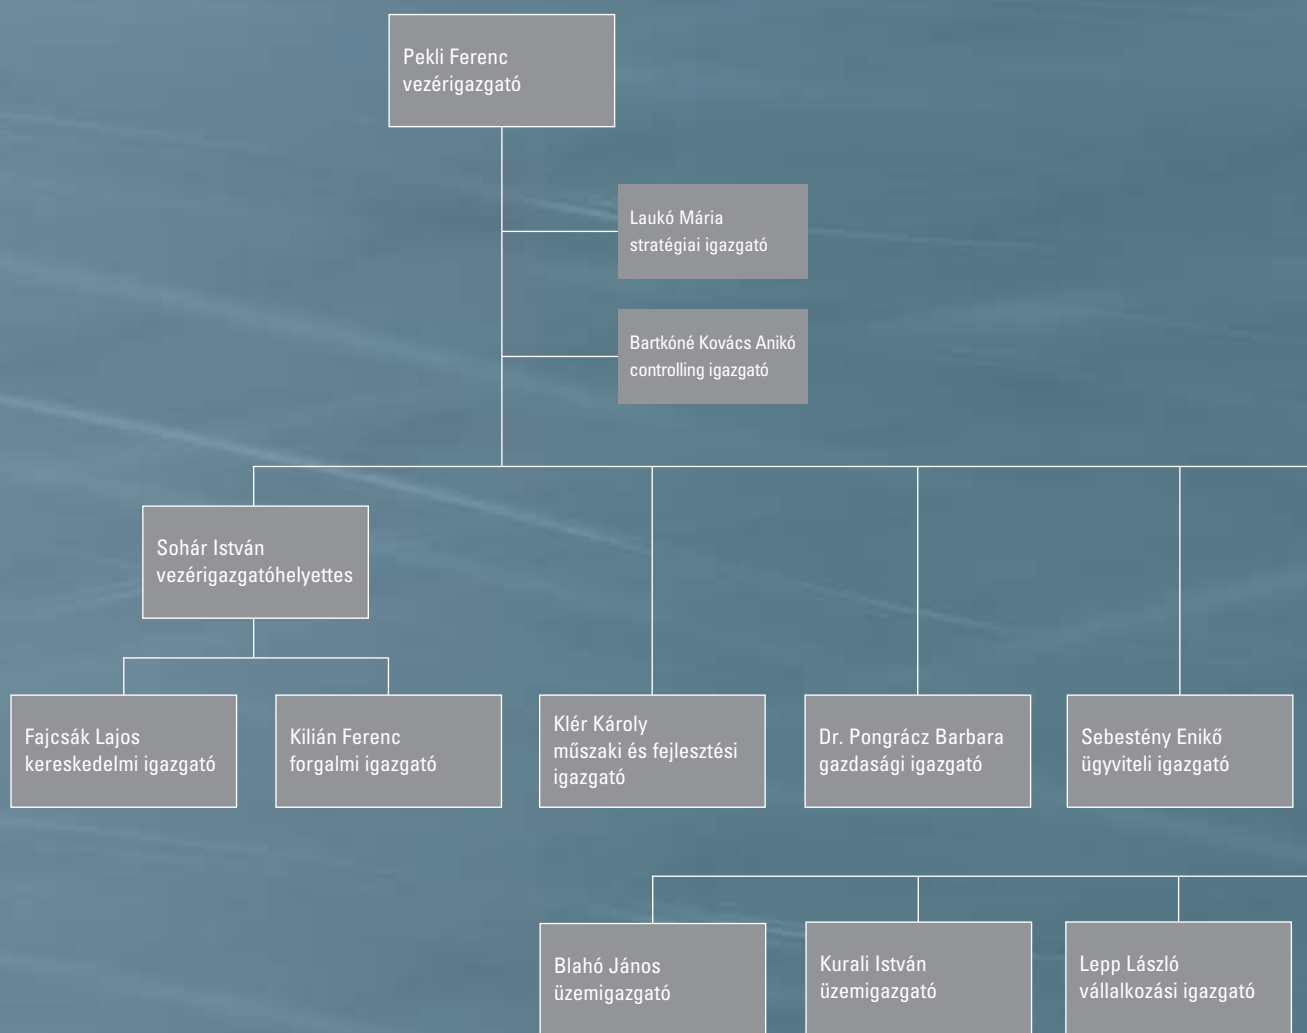 Pekli Ferenc
vezérigazgató
Laukó Mária
stratégiai igazgató
Bartkóné Kovács Anikó
controlling igazgató
Sohár István
vezérigazgatóhelyettes
Fajcsák Lajos
kereskedelmi igazgató
Kilián Ferenc
forgalmi igazgató
Klér Károly
műszaki és fejlesztési
igazgató
Dr. Pongrácz Barbara
gazdasági igazgató
Sebestény Enikő
ügyviteli igazgató
Blahó János
üzemigazgató
Kurali István
üzemigazgató
Lepp László
vállalkozási igazgató